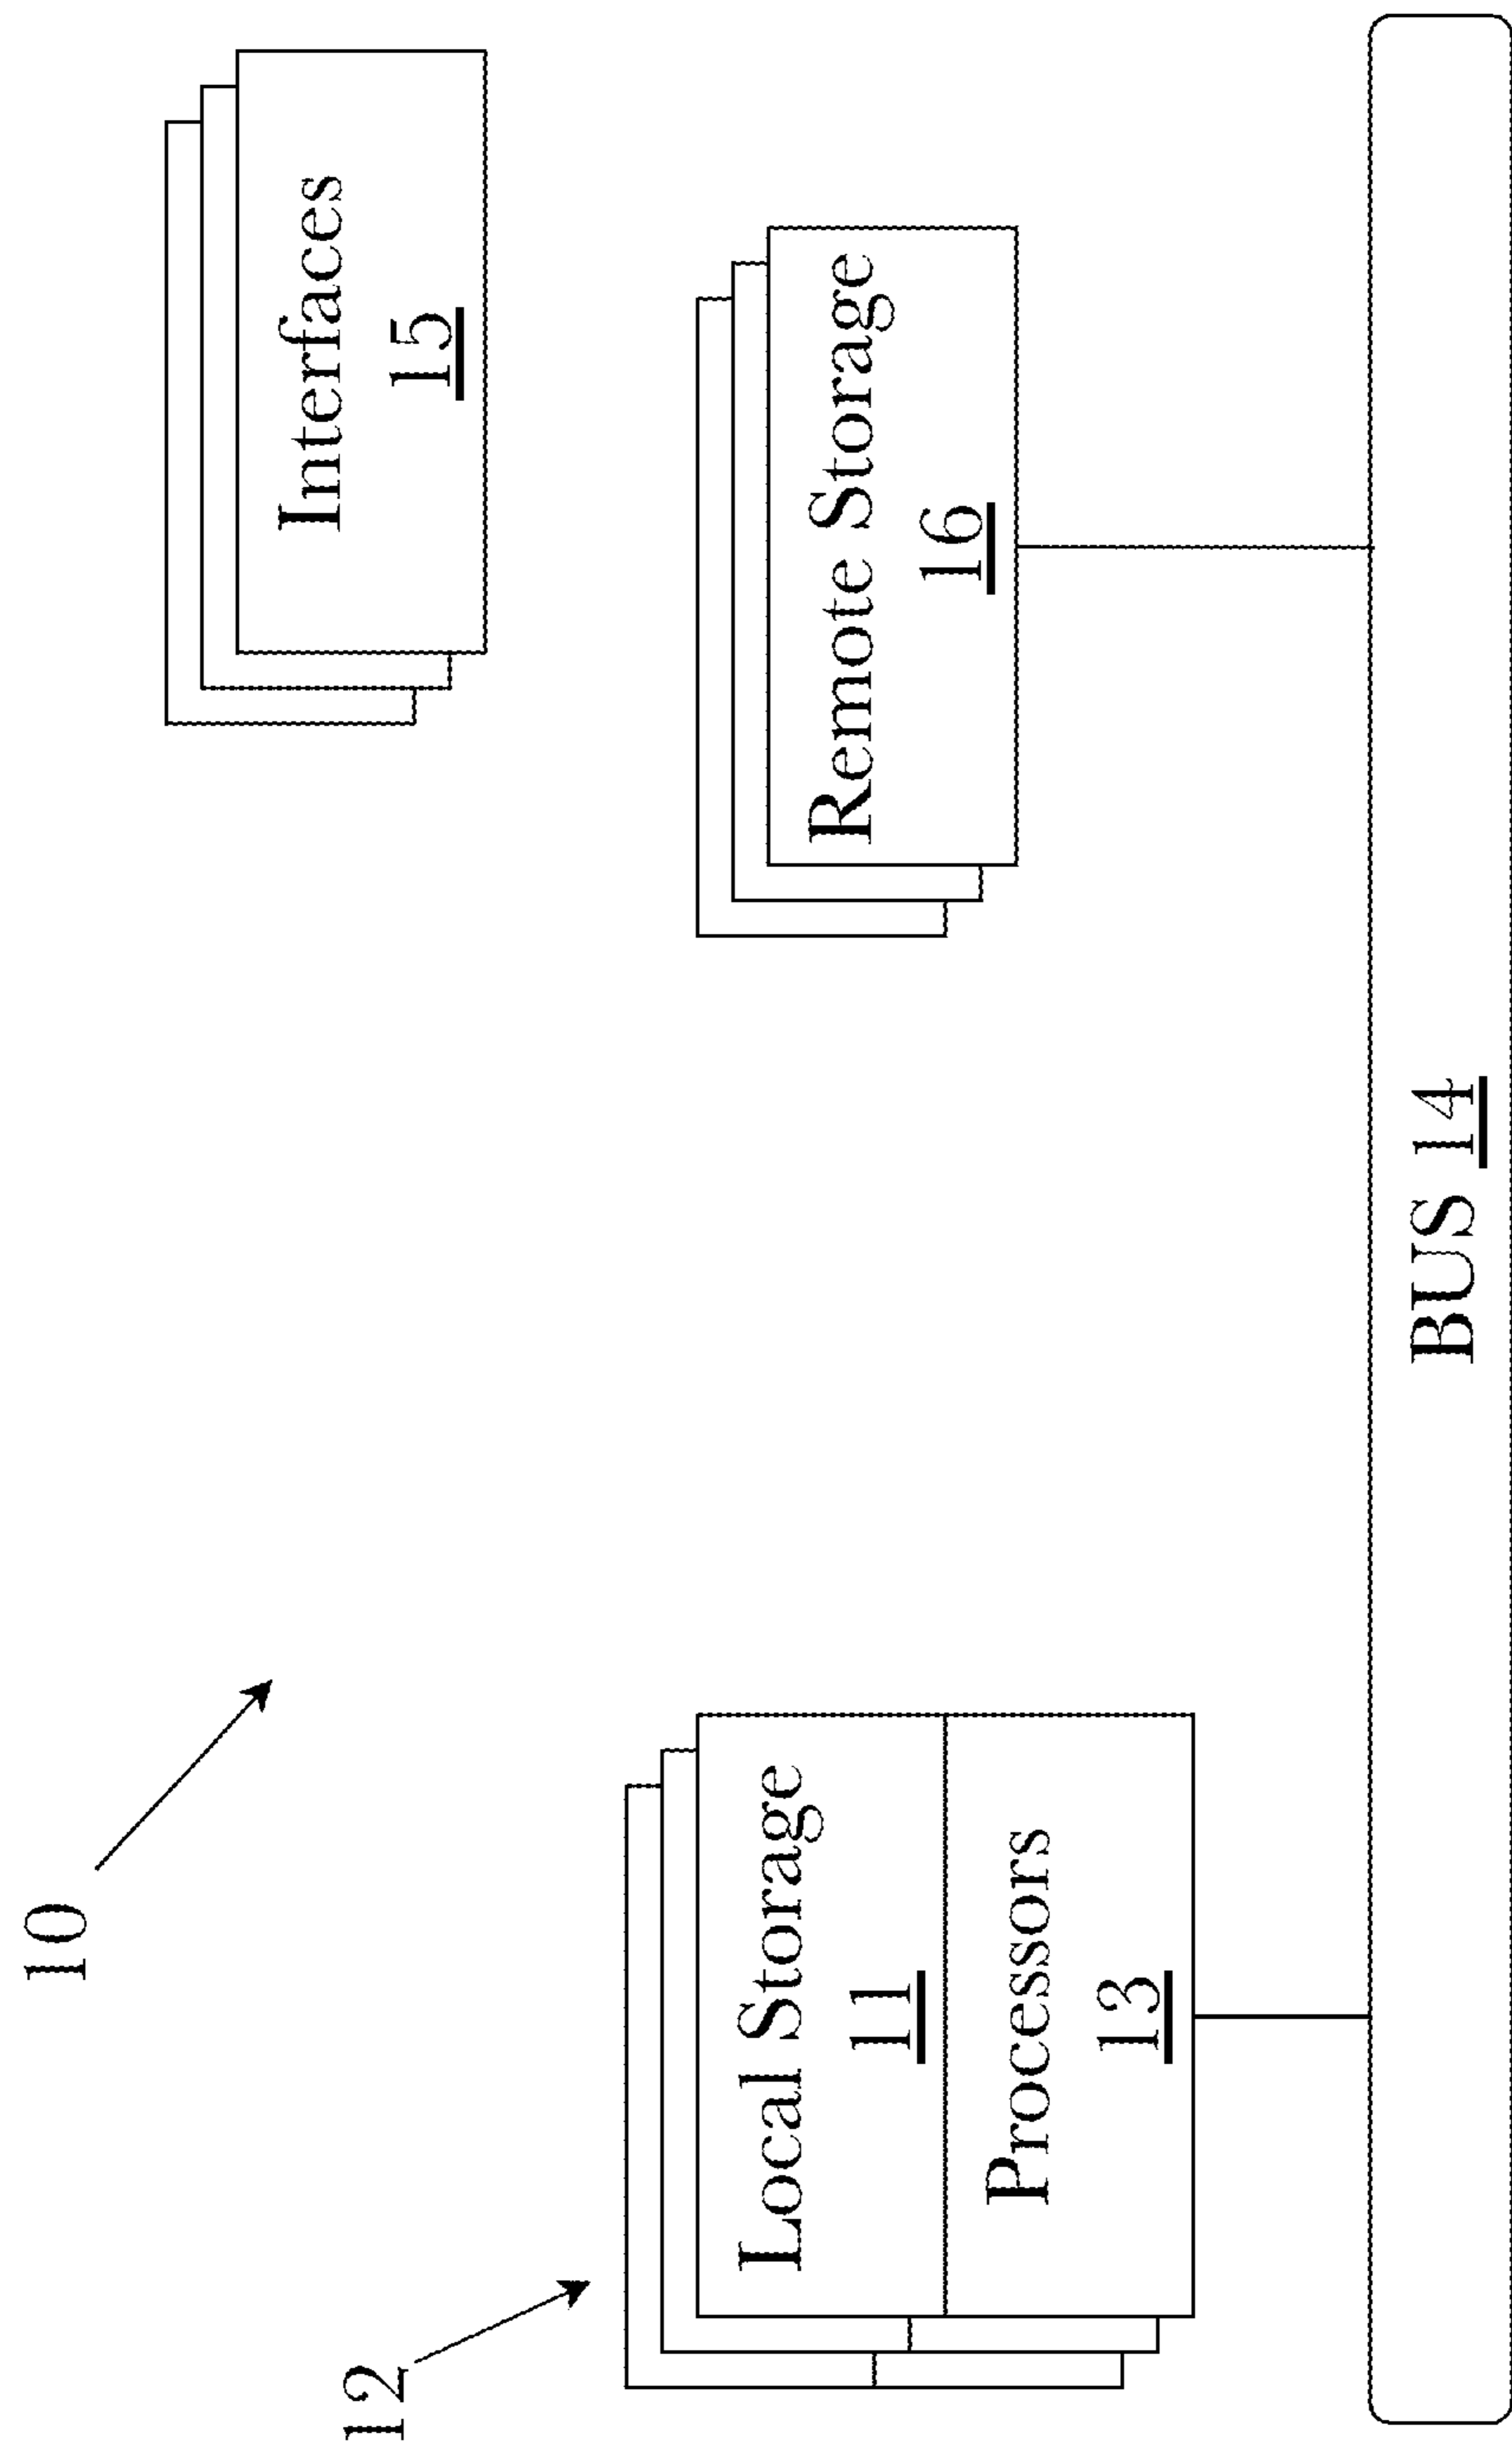 10
12
Local Storage
11
Processors
13
Interfaces
15
Remote Storage
16
BUS 14